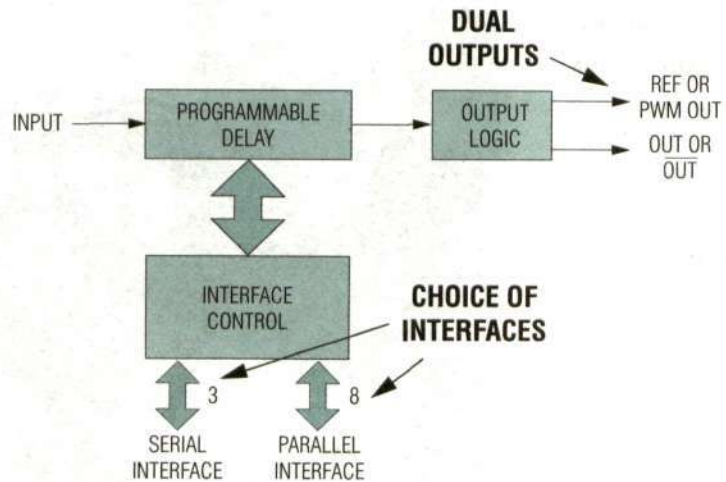 DUAL
OUTPUTS
INPUT
PROGRAMMABLE
DELAY
OUTPUT
LOGIC
REF OR
PWM OUT
OUT OR
OUT
INTERFACE
CONTROL
CHOICE OF
INTERFACES
3
8
SERIAL
INTERFACE
PARALLEL
INTERFACE